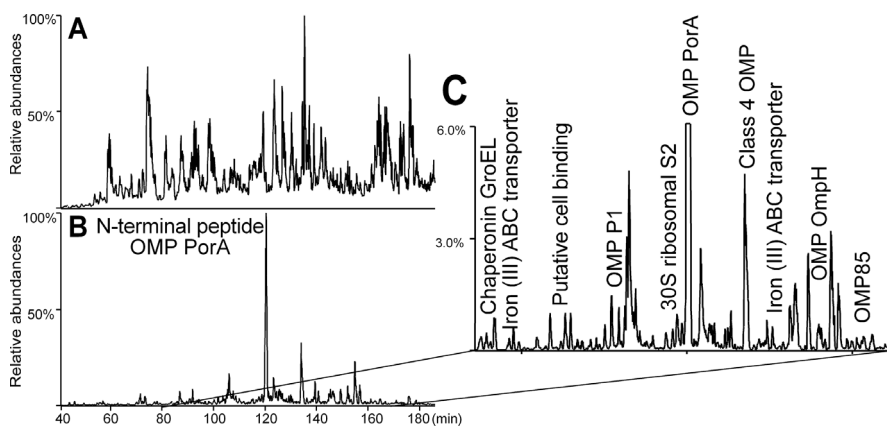 A
100%
50%
Relative abundances
B
100%
50%
Relative abundances
N-terminal peptide
OMP PorA
40
60
80
100
120
140
160
180
(min)
C
6.0%
3.0%
Chaperonin GroEL
Iron (III) ABC transporter
Putative cell binding
OMP P1
30S ribosomal S2
OMP PorA
Class 4 OMP
Iron (III) ABC transporter
OMP OmpH
OMP85